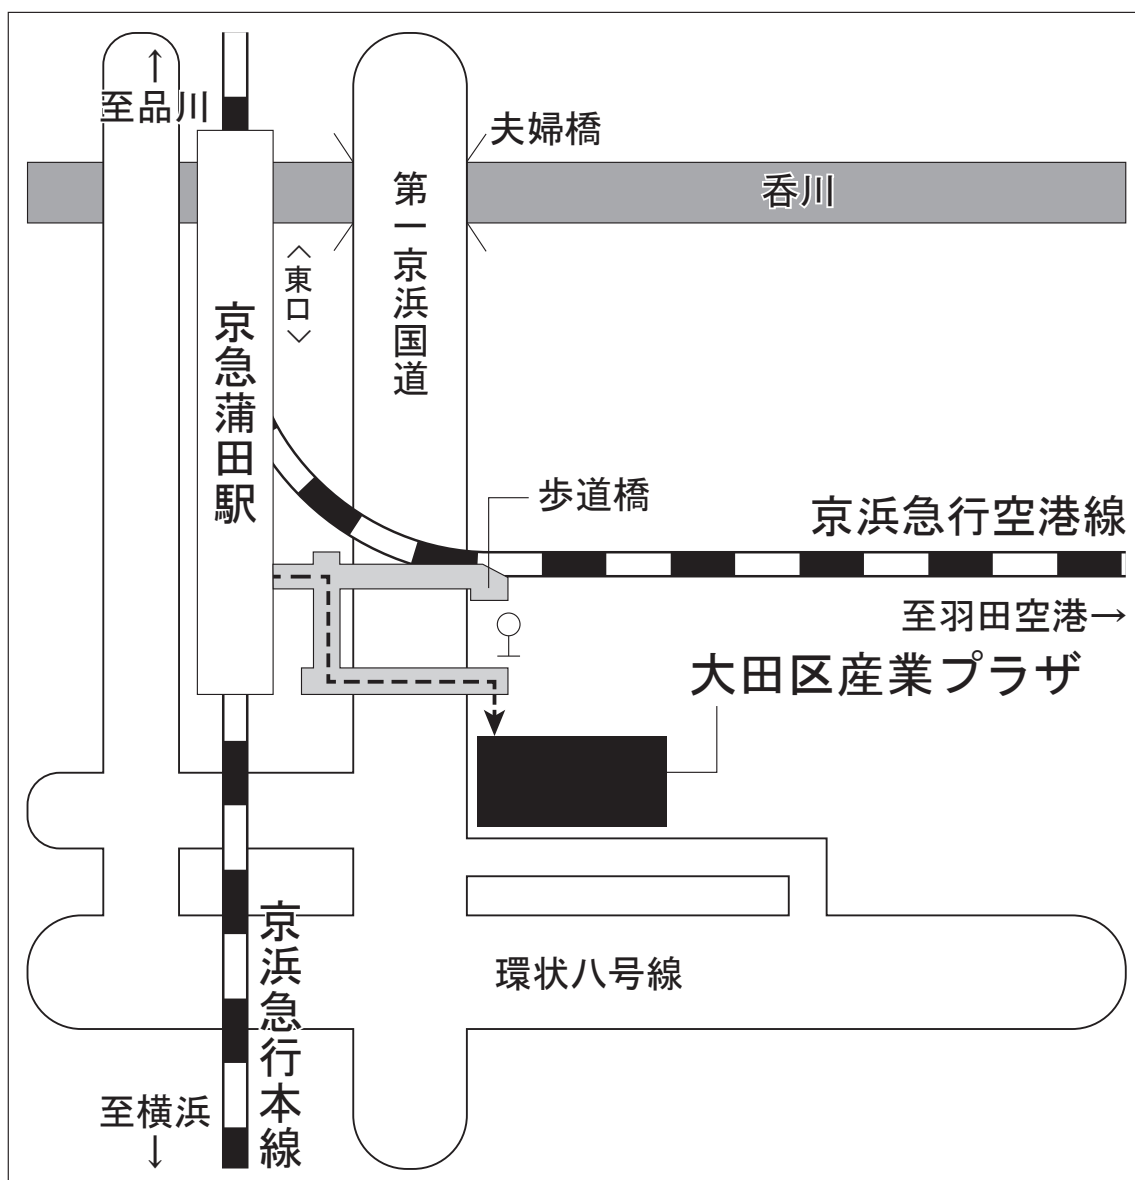 ↑
至品川
夫婦橋
呑川
第一京浜国道
〈東口〉
京急蒲田駅
歩道橋
京浜急行空港線
至羽田空港→
大田区産業プラザ
環状八号線
京浜急行本線
至横浜
↓